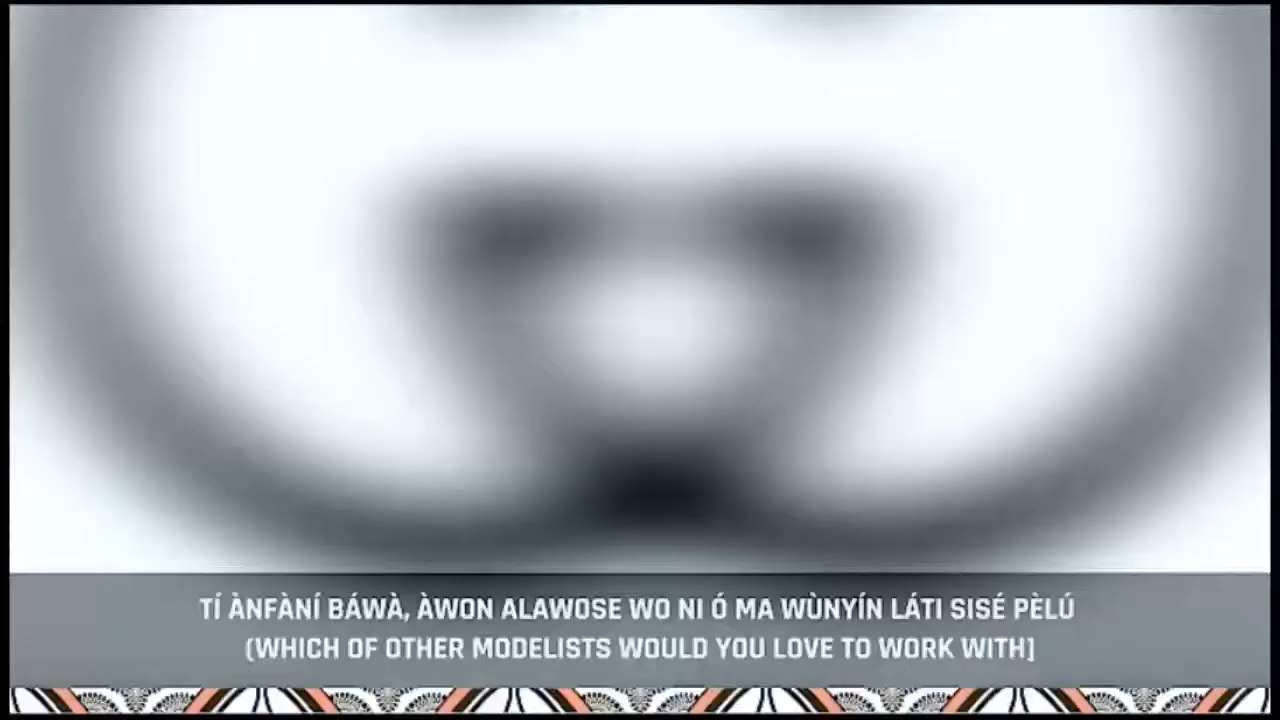 TÍ ÀNFÀNÍ BÁWÀ, ÀWON ALAWOSE WO NI Ó MA WÙNYÍN LÁTI SISÉ PÈLÚ
(WHICH OF OTHER MODELISTS WOULD YOU LOVE TO WORK WITH]